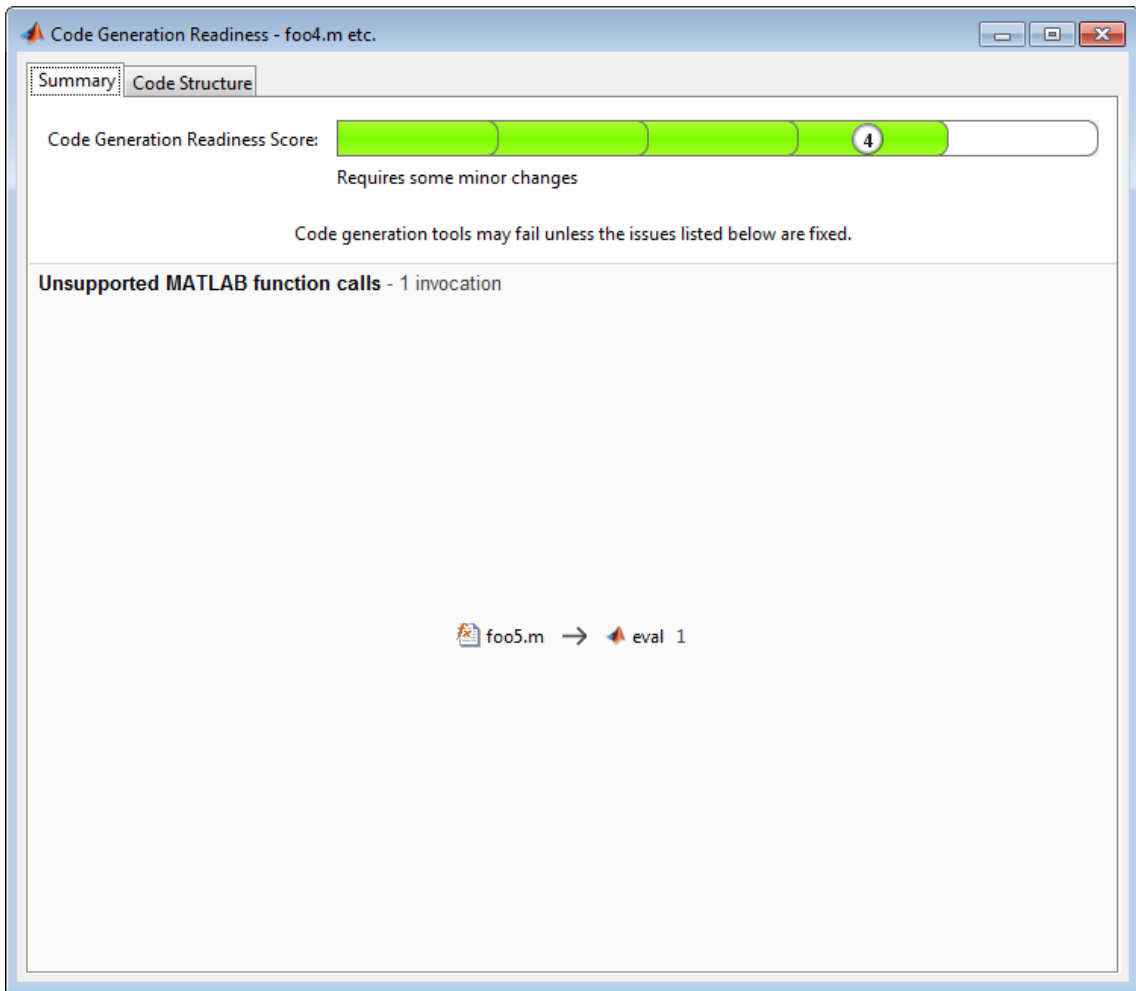 Code Generation Readiness - foo4.m etc.
Summary Code Structure
Code Generation Readiness Score: 4
Requires some minor changes
Code generation tools may fail unless the issues listed below are fixed.
Unsupported MATLAB function calls - 1 invocation
foo5.m → eval 1